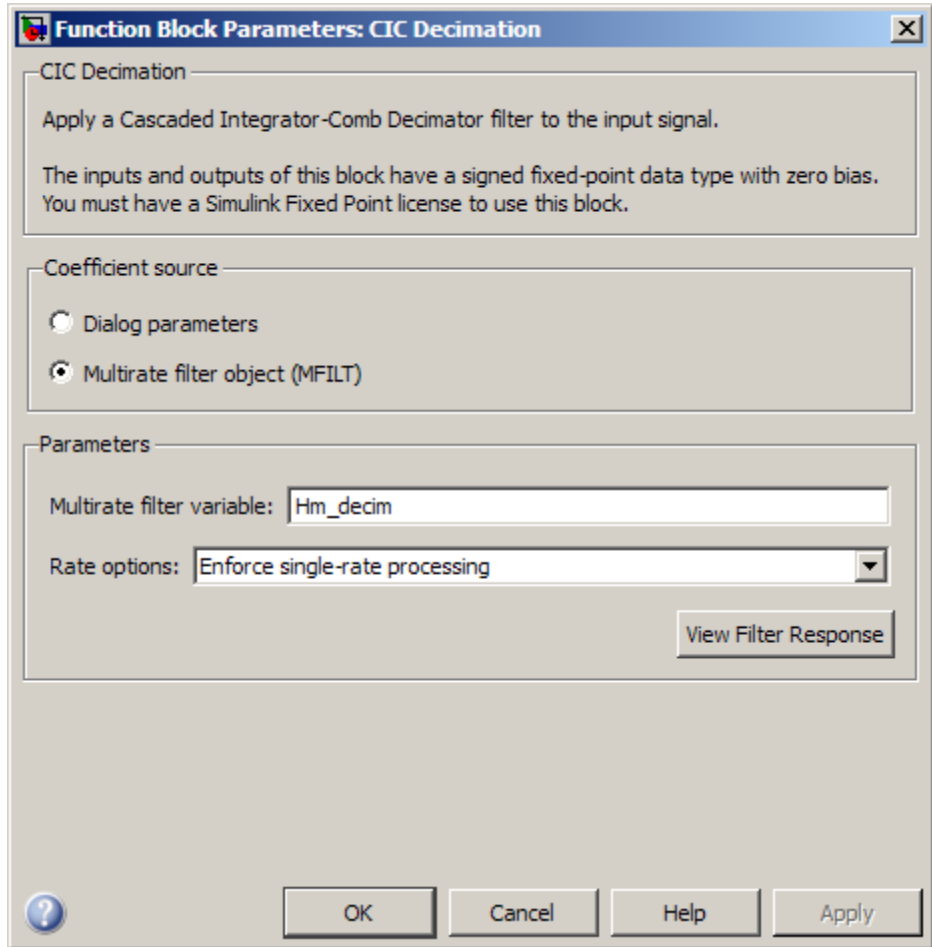 Function Block Parameters: CIC Decimation
CIC Decimation
Apply a Cascaded Integrator-Comb Decimator filter to the input signal.
The inputs and outputs of this block have a signed fixed-point data type with zero bias.
You must have a Simulink Fixed Point license to use this block.
Coefficient source
Dialog parameters
Multirate filter object (MFILT)
Parameters
Multirate filter variable: Hm_decim
Rate options: Enforce single-rate processing
View Filter Response
? OK Cancel Help Apply